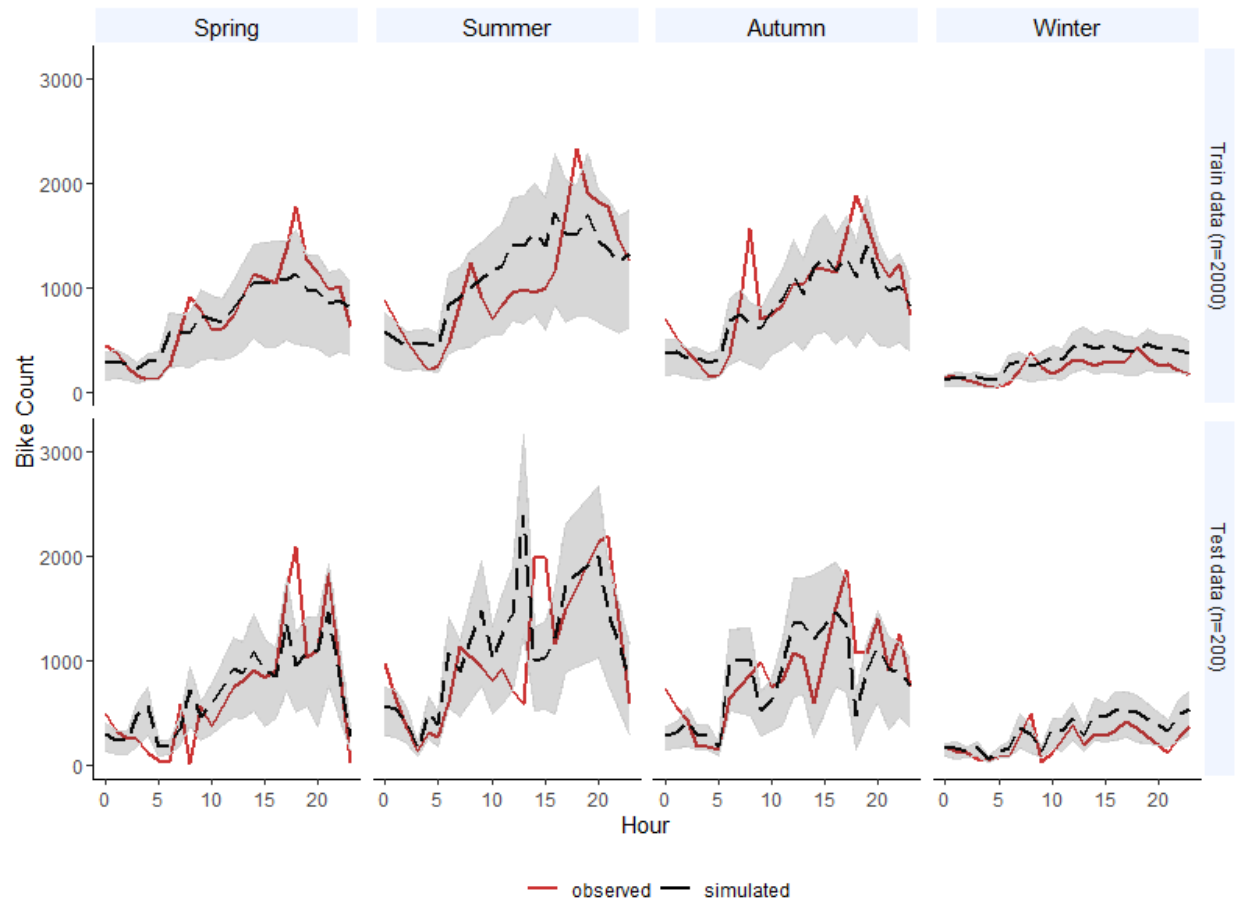 Spring Summer Autumn Winter
Bike Count
3000
2000
1000
0
Train data (n=2000)
3000
2000
1000
0
Test data (n=200)
0 5 10 15 20 0 5 10 15 20 0 5 10 15 20 0 5 10 15 20
Hour
observed simulated